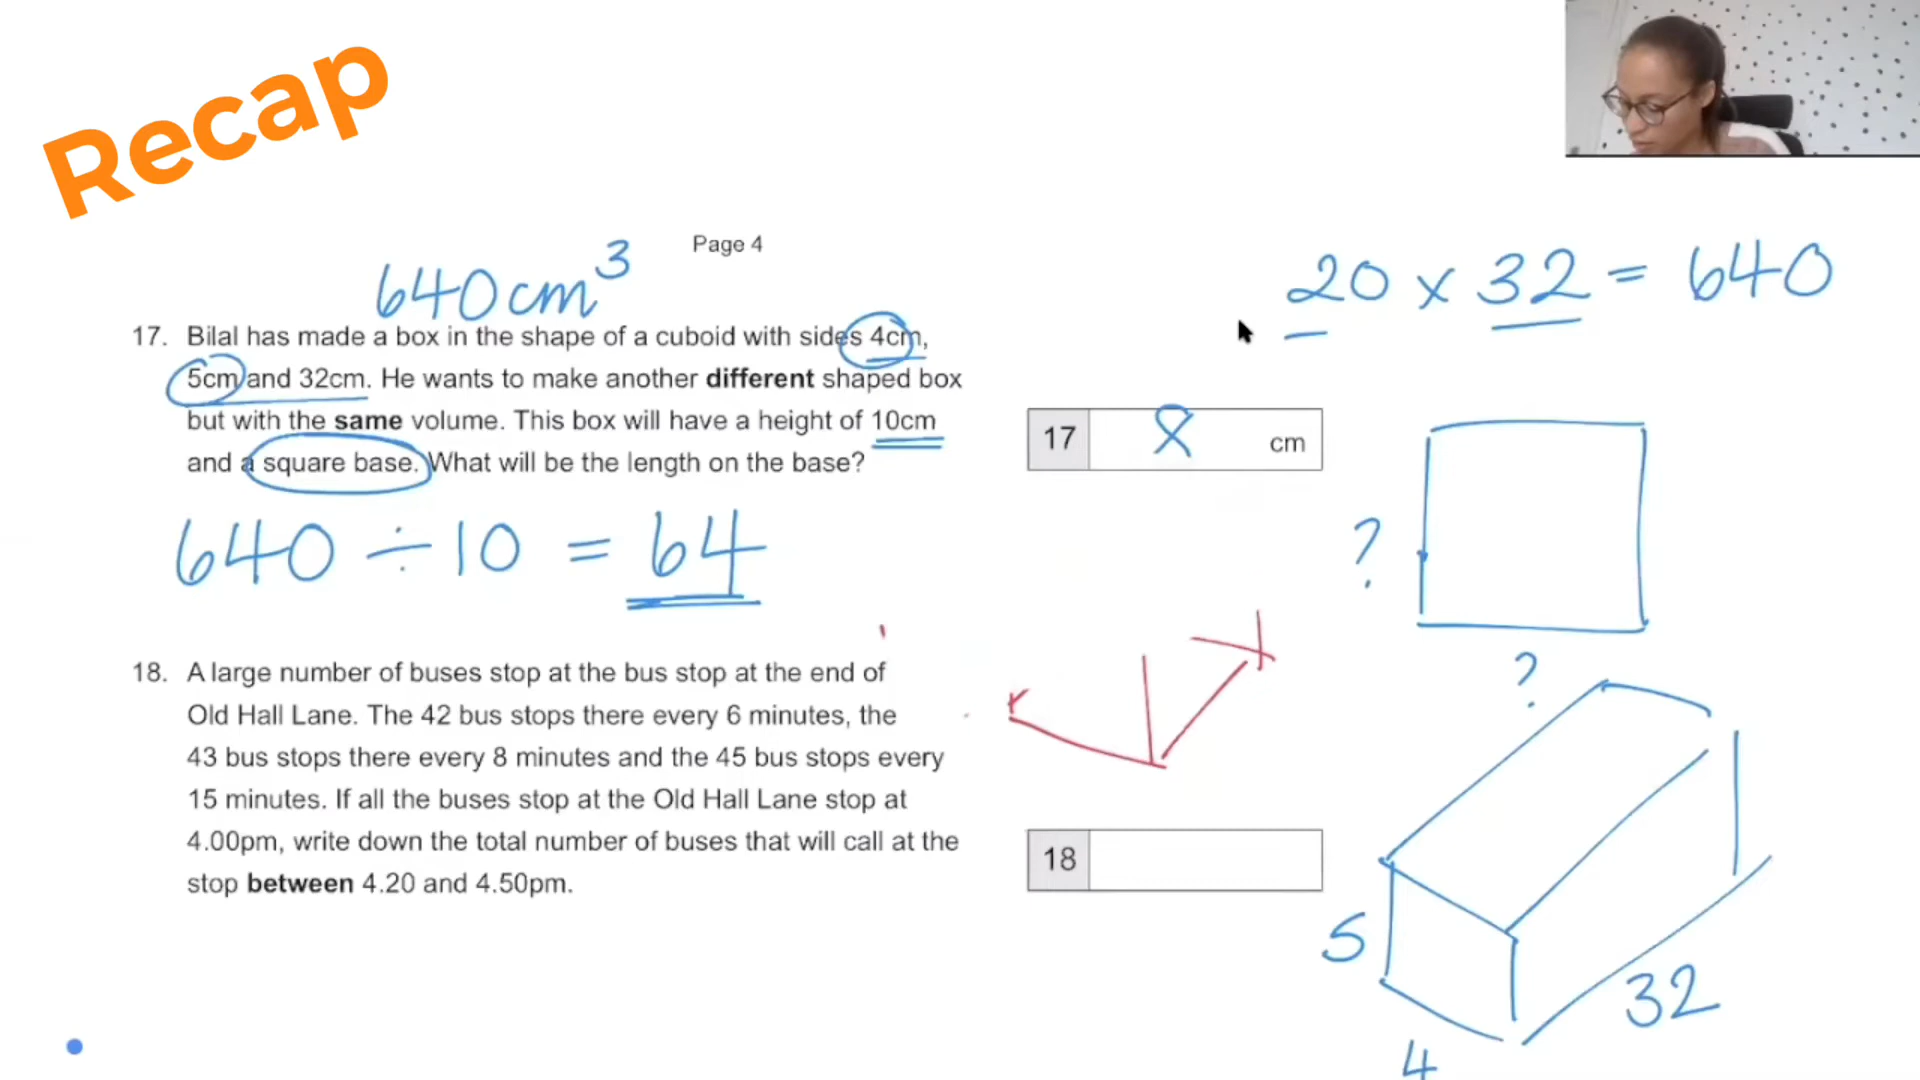 Recap
Page 4
640cm³
20 x 32 = 640
17. Bilal has made a box in the shape of a cuboid with sides 4cm,
5cm and 32cm. He wants to make another different shaped box
but with the same volume. This box will have a height of 10cm
and a square base. What will be the length on the base?
17 8 cm
?
?
640 ÷ 10 = 64
18. A large number of buses stop at the bus stop at the end of
Old Hall Lane. The 42 bus stops there every 6 minutes, the
43 bus stops there every 8 minutes and the 45 bus stops every
15 minutes. If all the buses stop at the Old Hall Lane stop at
4.00pm, write down the total number of buses that will call at the
stop between 4.20 and 4.50pm.
18
5
32
4